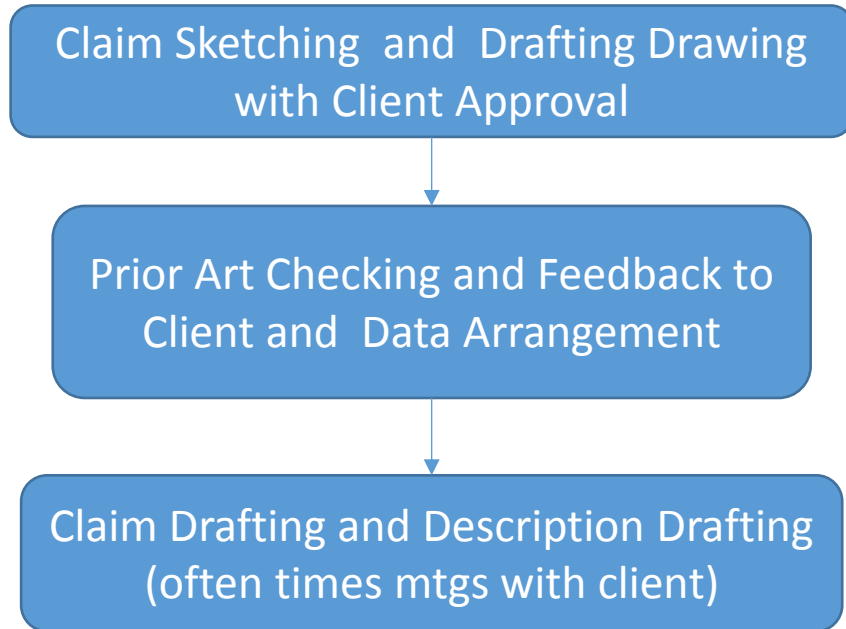 Claim Sketching  and  Drafting Drawing
with Client Approval
Prior Art Checking and Feedback to
Client and  Data Arrangement
Claim Drafting and Description Drafting
(often times mtgs with client)